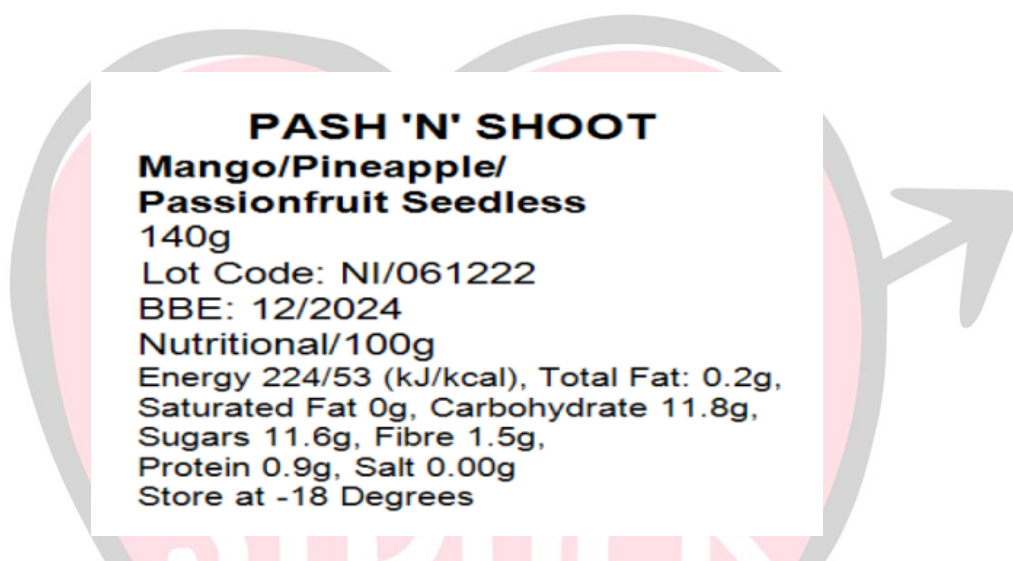 PASH 'N' SHOOT
Mango/Pineapple/
Passionfruit Seedless
140g
Lot Code: NI/061222
BBE: 12/2024
Nutritional/100g
Energy 224/53 (kJ/kcal), Total Fat: 0.2g,
Saturated Fat 0g, Carbohydrate 11.8g,
Sugars 11.6g, Fibre 1.5g,
Protein 0.9g, Salt 0.00g
Store at -18 Degrees